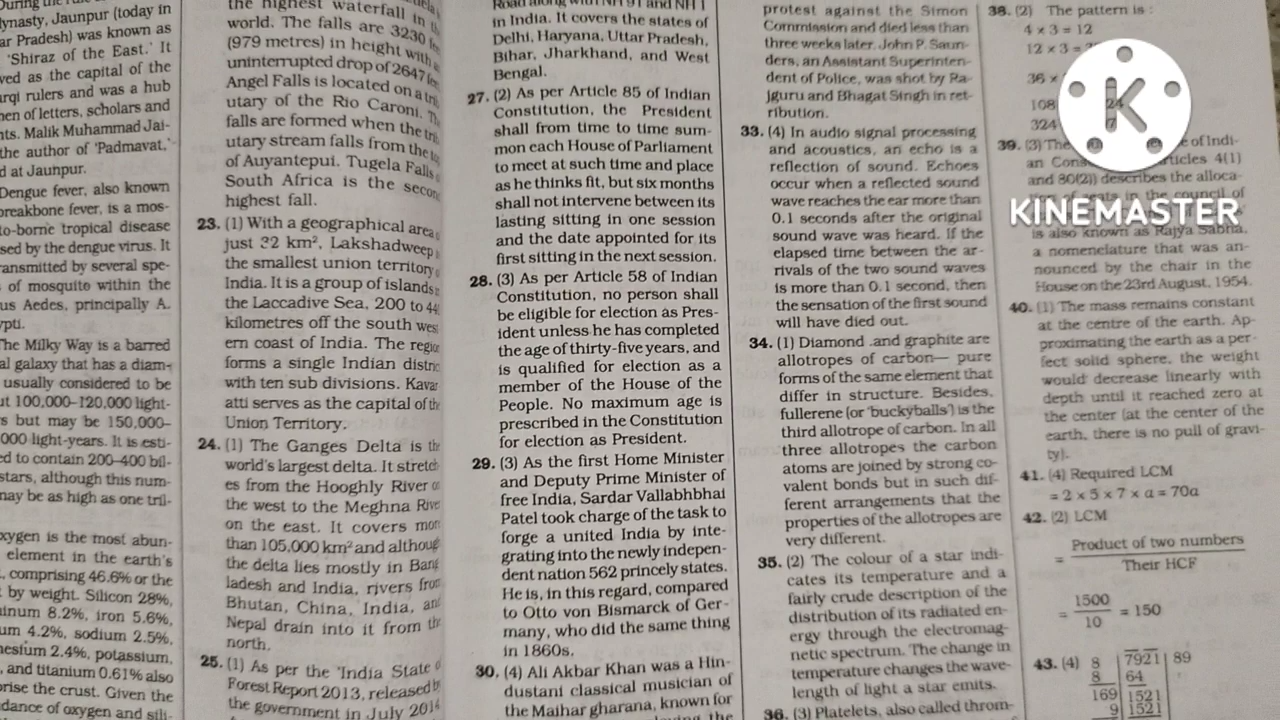 During the rule
dynasty, Jaunpur (today in
ar Pradesh) was known as
'Shiraz of the East.' It
ved as the capital of the
arqi rulers and was a hub
men of letters, scholars and
nts. Malik Muhammad Jai-
the author of 'Padmavat,'
d at Jaunpur.
Dengue fever, also known
breakbone fever, is a mos-
to-borne tropical disease
sed by the dengue virus. It
ransmitted by several spe-
of mosquito within the
us Aedes, principally A.
ypti.
The Milky Way is a barred
al galaxy that has a diam-
usually considered to be
ut 100,000–120,000 light-
s but may be 150,000–
000 light-years. It is esti-
ed to contain 200–400 bil-
stars, although this num-
may be as high as one tril-
xygen is the most abun-
element in the earth's
, comprising 46.6% or the
by weight. Silicon 28%,
inum 8.2%, iron 5.6%,
um 4.2%, sodium 2.5%,
nesium 2.4%, potassium,
, and titanium 0.61% also
prise the crust. Given the
dance of oxygen and sili-
the highest waterfall in
world. The falls are 3230
(979 metres) in height with
uninterrupted drop of 2647
Angel Falls is located on a tri
utary of the Rio Caroni.
falls are formed when the trib
utary stream falls from the
of Auyantepui. Tugela Falls
South Africa is the secon
highest fall.
23. (1) With a geographical area
just 32 km², Lakshadweep
the smallest union territory
India. It is a group of islands
the Laccadive Sea, 200 to 44
kilometres off the south west
ern coast of India. The region
forms a single Indian distric
with ten sub divisions. Kavar
atti serves as the capital of the
Union Territory.
24. (1) The Ganges Delta is the
world's largest delta. It stretch
es from the Hooghly River
the west to the Meghna Rive
on the east. It covers more
than 105,000 km² and althoug
the delta lies mostly in Bang
ladesh and India, rivers from
Bhutan, China, India, and
Nepal drain into it from the
north.
25. (1) As per the 'India State
Forest Report 2013, released
the government in July 2014
Road along with NH 91 and NH 1
in India. It covers the states of
Delhi, Haryana, Uttar Pradesh,
Bihar, Jharkhand, and West
Bengal.
27. (2) As per Article 85 of Indian
Constitution, the President
shall from time to time sum-
mon each House of Parliament
to meet at such time and place
as he thinks fit, but six months
shall not intervene between its
lasting sitting in one session
and the date appointed for its
first sitting in the next session.
28. (3) As per Article 58 of Indian
Constitution, no person shall
be eligible for election as Pres-
ident unless he has completed
the age of thirty-five years, and
is qualified for election as a
member of the House of the
People. No maximum age is
prescribed in the Constitution
for election as President.
29. (3) As the first Home Minister
and Deputy Prime Minister of
free India, Sardar Vallabhbhai
Patel took charge of the task to
forge a united India by inte-
grating into the newly indepen-
dent nation 562 princely states.
He is, in this regard, compared
to Otto von Bismarck of Ger-
many, who did the same thing
in 1860s.
30. (4) Ali Akbar Khan was a Hin-
dustani classical musician of
the Maihar gharana, known for
protest against the Simon
Commission and died less than
three weeks later. John P. Saun-
ders, an Assistant Superinten-
dent of Police, was shot by Ra-
jguru and Bhagat Singh in ret-
ribution.
33. (4) In audio signal processing
and acoustics, an echo is a
reflection of sound. Echoes
occur when a reflected sound
wave reaches the ear more than
0.1 seconds after the original
sound wave was heard. If the
elapsed time between the ar-
rivals of the two sound waves
is more than 0.1 second, then
the sensation of the first sound
will have died out.
34. (1) Diamond and graphite are
allotropes of carbon— pure
forms of the same element that
differ in structure. Besides,
fullerene (or 'buckyballs') is the
third allotrope of carbon. In all
three allotropes the carbon
atoms are joined by strong co-
valent bonds but in such dif-
ferent arrangements that the
properties of the allotropes are
very different.
35. (2) The colour of a star indi-
cates its temperature and a
fairly crude description of the
distribution of its radiated en-
ergy through the electromag-
netic spectrum. The change in
temperature changes the wave-
length of light a star emits.
36. (3) Platelets, also called throm-
38. (2) The pattern is :
4 × 3 = 12
12 × 3 =
36 ×
108
324
39. (3) The of Indi-
an Cons rticles 4(1)
and 80(2)) describes the alloca-
tion of seats in the council of
is also known as Rajya Sabha,
a nomenclature that was an-
nounced by the chair in the
House on the 23rd August, 1954.
40. (1) The mass remains constant
at the centre of the earth. Ap-
proximating the earth as a per-
fect solid sphere, the weight
would decrease linearly with
depth until it reached zero at
the center (at the center of the
earth, there is no pull of gravi-
ty).
41. (4) Required LCM
= 2 × 5 × 7 × a = 70a
42. (2) LCM
= Product of two numbers
Their HCF
= 1500
10 = 150
43. (4) 8 7921 89
8 64
169 1521
9 1521
K
KINEMASTER